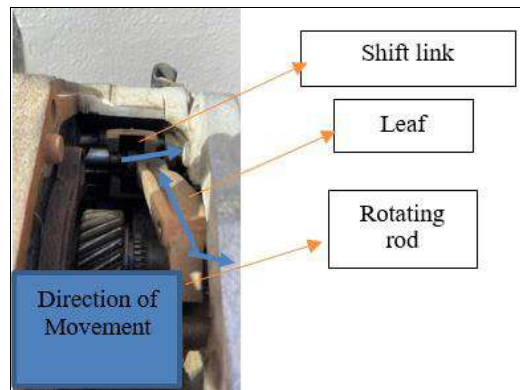 Shift link
Leaf
Rotating
rod
Direction of
Movement